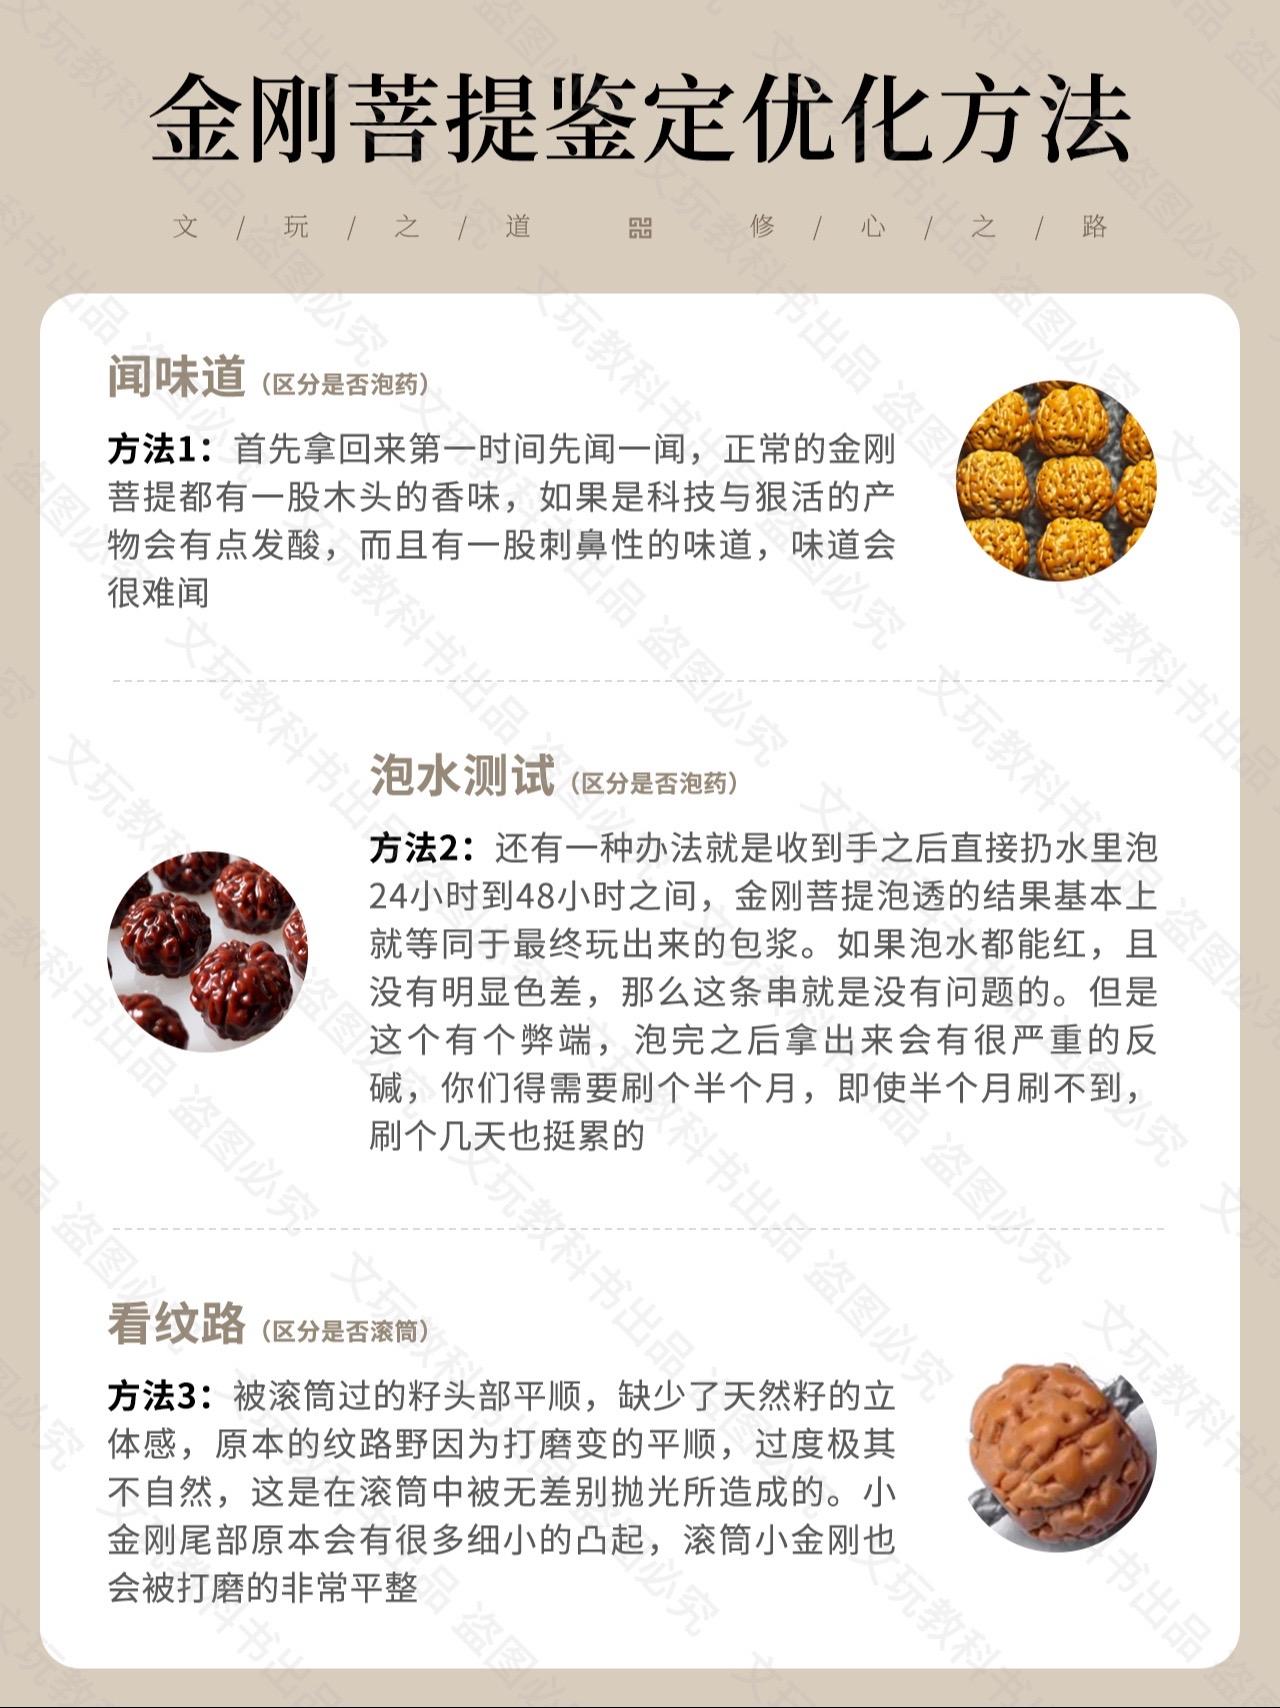 金刚菩提鉴定优化方法
文/玩/之/道 修/心/之/路
闻味道（区分是否泡药）
方法1：首先拿回来第一时间先闻一闻，正常的金刚
菩提都有一股木头的香味，如果是科技与狠活的产
物会有点发酸，而且有一股刺鼻性的味道，味道会
很难闻
泡水测试（区分是否泡药）
方法2：还有一种办法就是收到手之后直接扔水里泡
24小时到48小时之间，金刚菩提泡透的结果基本上
就等同于最终玩出来的包浆。如果泡水都能红，且
没有明显色差，那么这条串就是没有问题的。但是
这个有个弊端，泡完之后拿出来会有很严重的反
碱，你们得需要刷个半个月，即使半个月刷不到，
刷个几天也挺累的
看纹路（区分是否滚筒）
方法3：被滚筒过的籽头部平顺，缺少了天然籽的立
体感，原本的纹路野因为打磨变的平顺，过度极其
不自然，这是在滚筒中被无差别抛光所造成的。小
金刚尾部原本会有很多细小的凸起，滚筒小金刚也
会被打磨的非常平整
文玩教科书出品 盗图必究